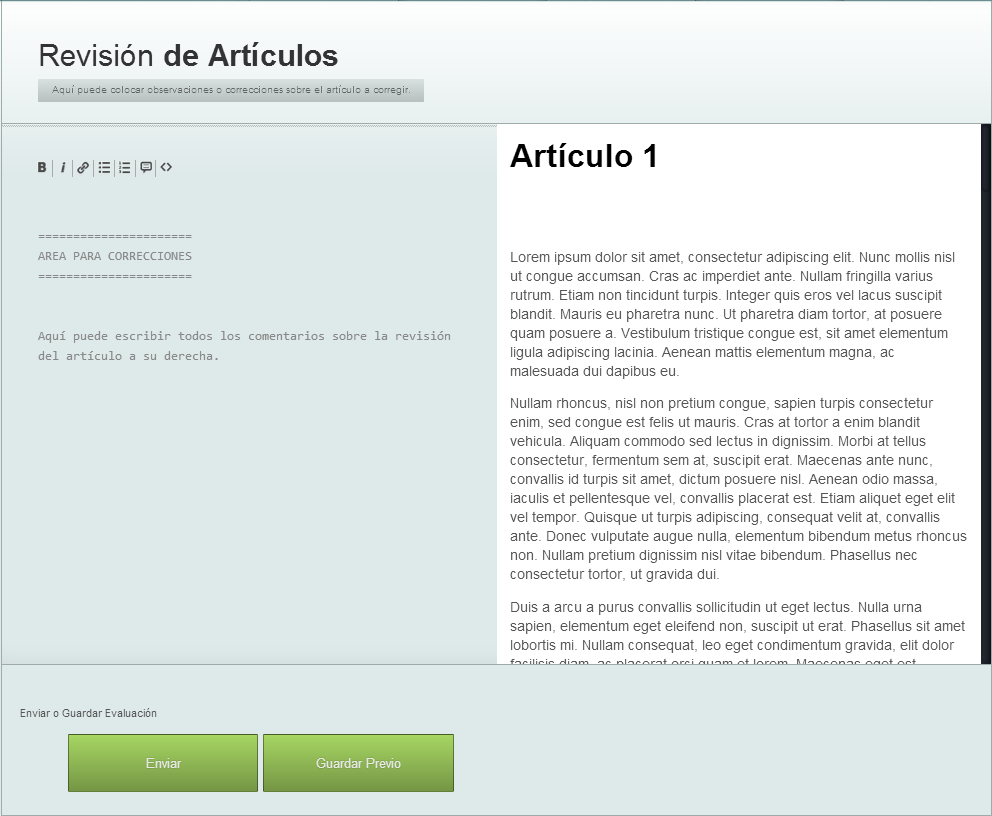 Revisión de Artículos
Aquí puede colocar observaciones o correcciones sobre el artículo a corregir.
B i
======================
AREA PARA CORRECCIONES
======================
Aquí puede escribir todos los comentarios sobre la revisión
del artículo a su derecha.
Artículo 1
Lorem ipsum dolor sit amet, consectetur adipiscing elit. Nunc mollis nisl
ut congue accumsan. Cras ac imperdiet ante. Nullam fringilla varius
rutrum. Etiam non tincidunt turpis. Integer quis eros vel lacus suscipit
blandit. Mauris eu pharetra nunc. Ut pharetra diam tortor, at posuere
quam posuere a. Vestibulum tristique congue est, sit amet elementum
ligula adipiscing lacinia. Aenean mattis elementum magna, ac
malesuada dui dapibus eu.
Nullam rhoncus, nisl non pretium congue, sapien turpis consectetur
enim, sed congue est felis ut mauris. Cras at tortor a enim blandit
vehicula. Aliquam commodo sed lectus in dignissim. Morbi at tellus
consectetur, fermentum sem at, suscipit erat. Maecenas ante nunc,
convallis id turpis sit amet, dictum posuere nisl. Aenean odio massa,
iaculis et pellentesque vel, convallis placerat est. Etiam aliquet eget elit
vel tempor. Quisque ut turpis adipiscing, consequat velit at, convallis
ante. Donec vulputate augue nulla, elementum bibendum metus rhoncus
non. Nullam pretium dignissim nisl vitae bibendum. Phasellus nec
consectetur tortor, ut gravida dui.
Duis a arcu a purus convallis sollicitudin ut eget lectus. Nulla urna
sapien, elementum eget eleifend non, suscipit ut erat. Phasellus sit amet
lobortis mi. Nullam consequat, leo eget condimentum gravida, elit dolor
facilisis diam, ac placerat orci quam et lorem. Maecenas eget est
Enviar o Guardar Evaluación
Enviar
Guardar Previo